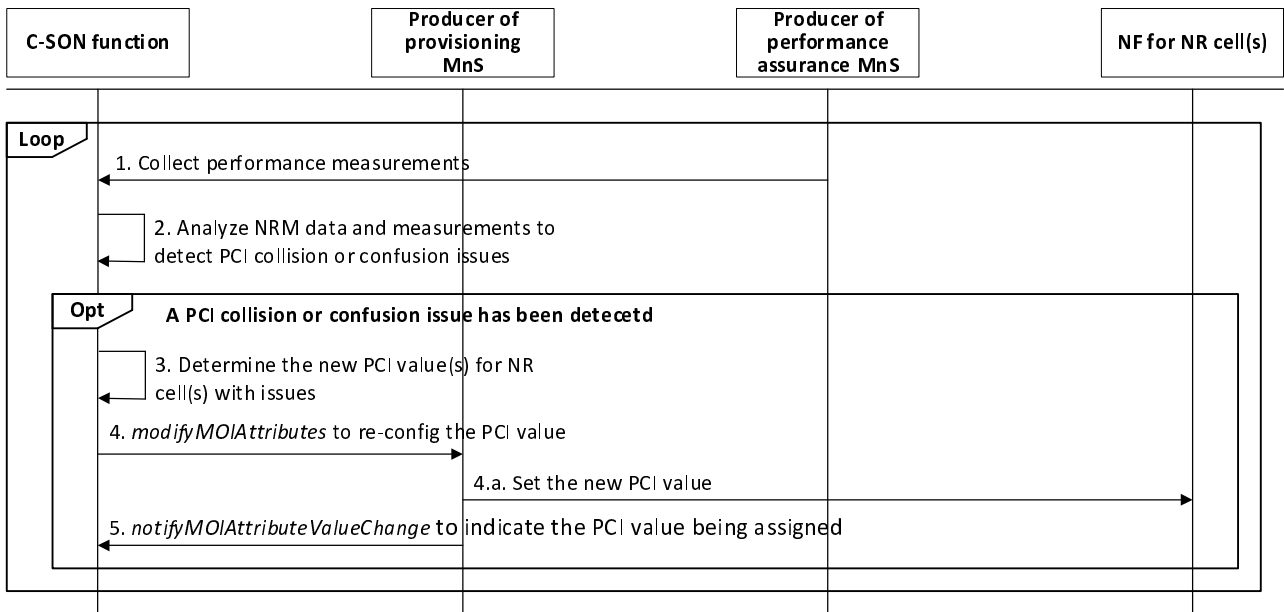 C-SON function
Producer of
provisioning
MnS
Producer of
performance
assurance MnS
NF for NR cell(s)
Loop
1. Collect performance measurements
2. Analyze NRM data and measurements to
detect PCI collision or confusion issues
Opt
A PCI collision or confusion issue has been detecetd
3. Determine the new PCI value(s) for NR
cell(s) with issues
4. modifyMOIAttributes to re-config the PCI value
4.a. Set the new PCI value
5. notifyMOIAttributeValueChange to indicate the PCI value being assigned